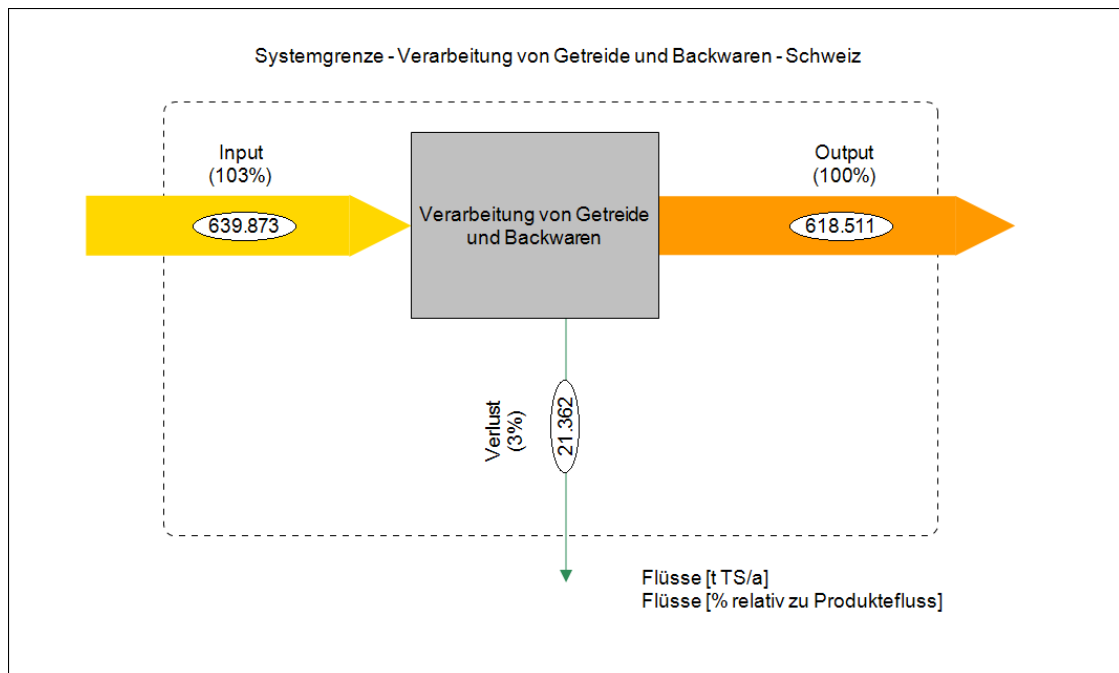 Systemgrenze - Verarbeitung von Getreide und Backwaren - Schweiz
Input
(103%)
639.873
Verarbeitung von Getreide
und Backwaren
Output
(100%)
618.511
Verlust
(3%)
21.362
Flüsse [t TS/a]
Flüsse [% relativ zu Produktefluss]